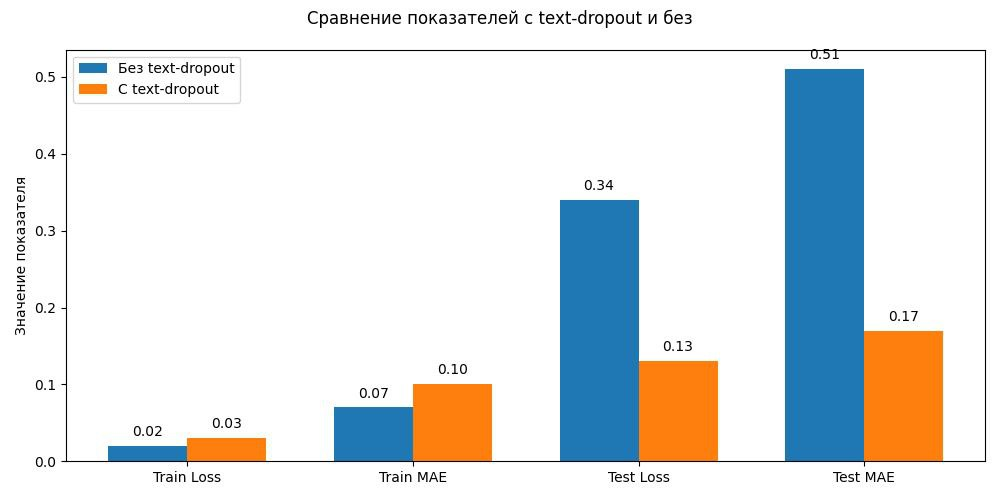 Сравнение показателей с text-dropout и без
Без text-dropout
С text-dropout
Значение показателя
0.5
0.4
0.3
0.2
0.1
0.0
0.02
0.03
0.07
0.10
0.34
0.13
0.51
0.17
Train Loss
Train MAE
Test Loss
Test MAE